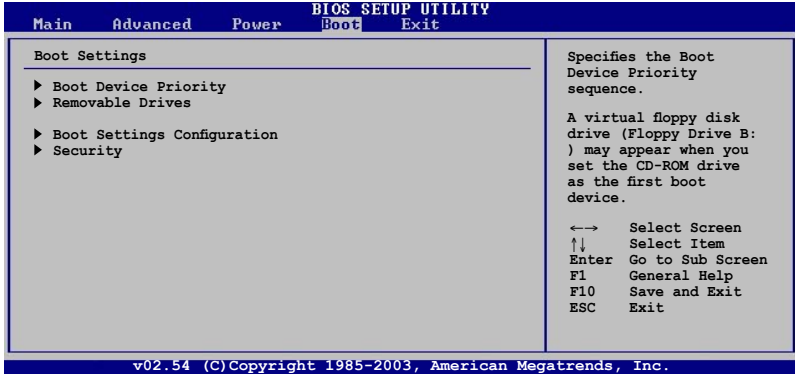 BIOS SETUP UTILITY
Main Advanced Power Boot Exit
Boot Settings
Boot Device Priority
Removable Drives
Boot Settings Configuration
Security
Specifies the Boot
Device Priority
sequence.
A virtual floppy disk
drive (Floppy Drive B:
) may appear when you
set the CD-ROM drive
as the first boot
device.
←→ Select Screen
↑↓ Select Item
Enter Go to Sub Screen
F1 General Help
F10 Save and Exit
ESC Exit
v02.54 (C)Copyright 1985-2003, American Megatrends, Inc.